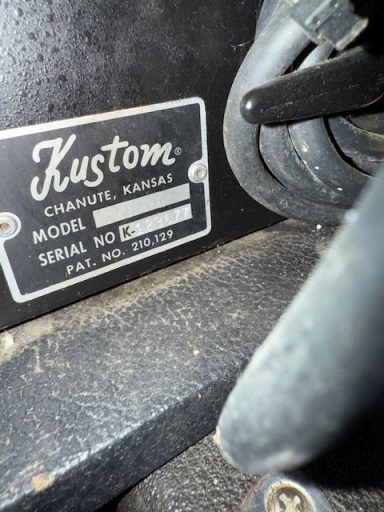 Kustom®
CHANUTE, KANSAS
MODEL
SERIAL NO K-
PAT. NO. 210,129